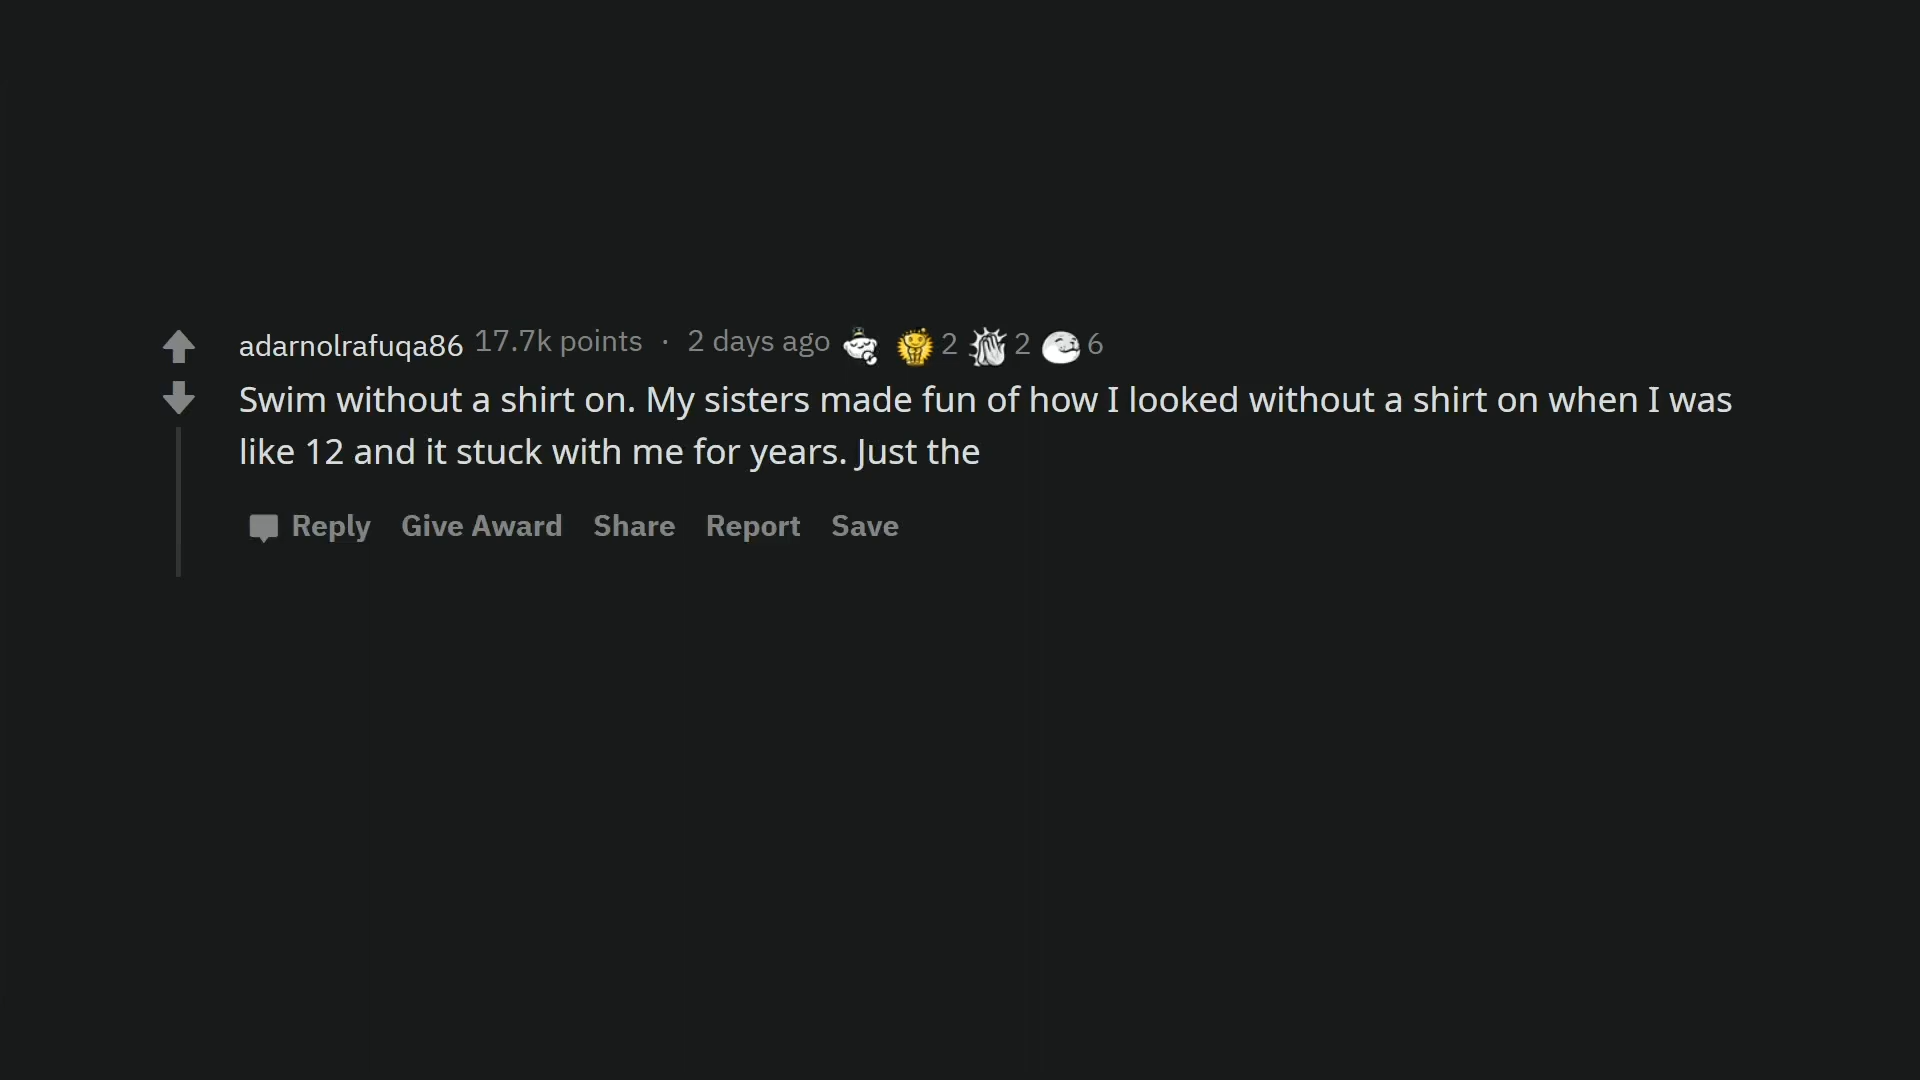 adarnolrafuqa86 17.7k points · 2 days ago 2 2 6
Swim without a shirt on. My sisters made fun of how I looked without a shirt on when I was
like 12 and it stuck with me for years. Just the
Reply Give Award Share Report Save